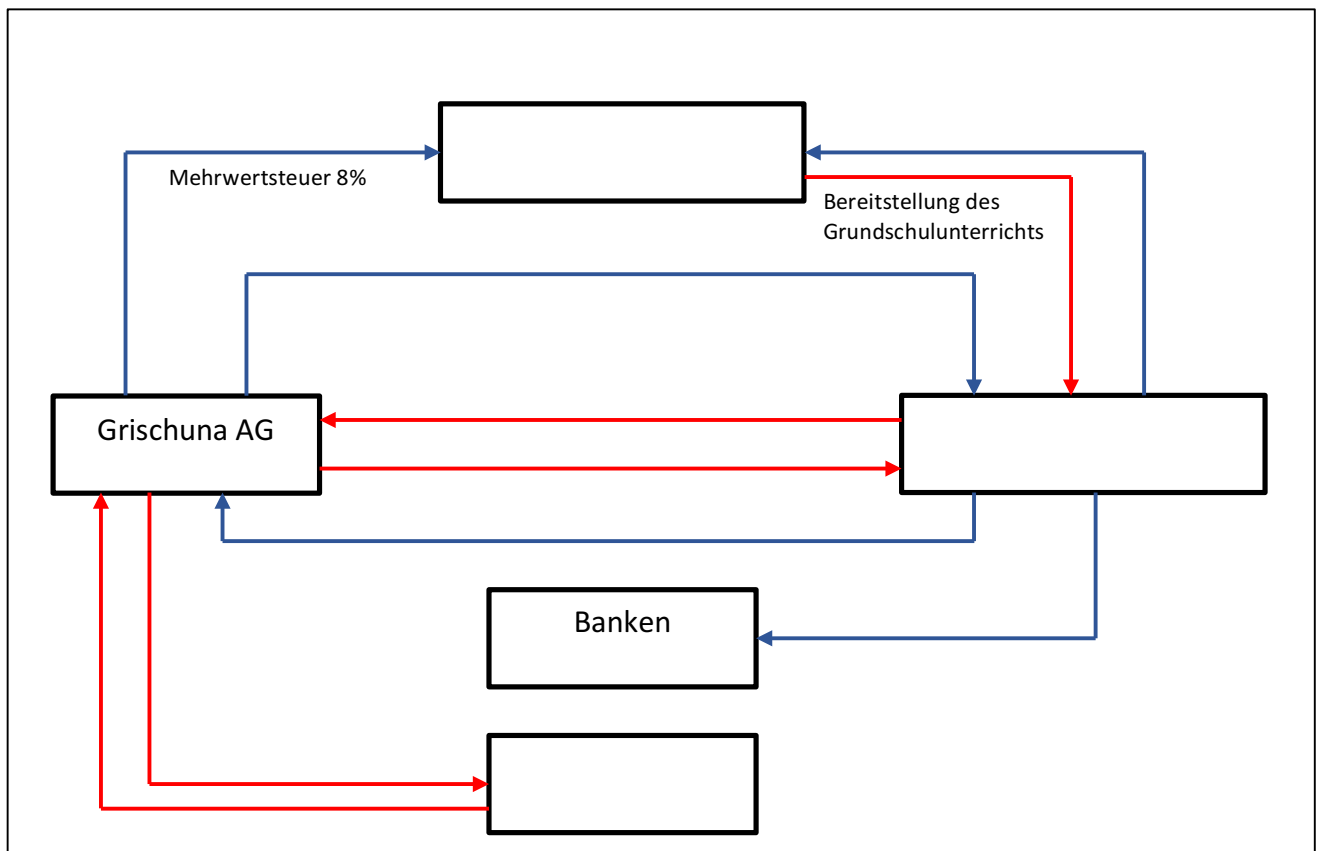 Mehrwertsteuer 8%
Bereitstellung des
Grundschulunterrichts
Grischuna AG
Banken